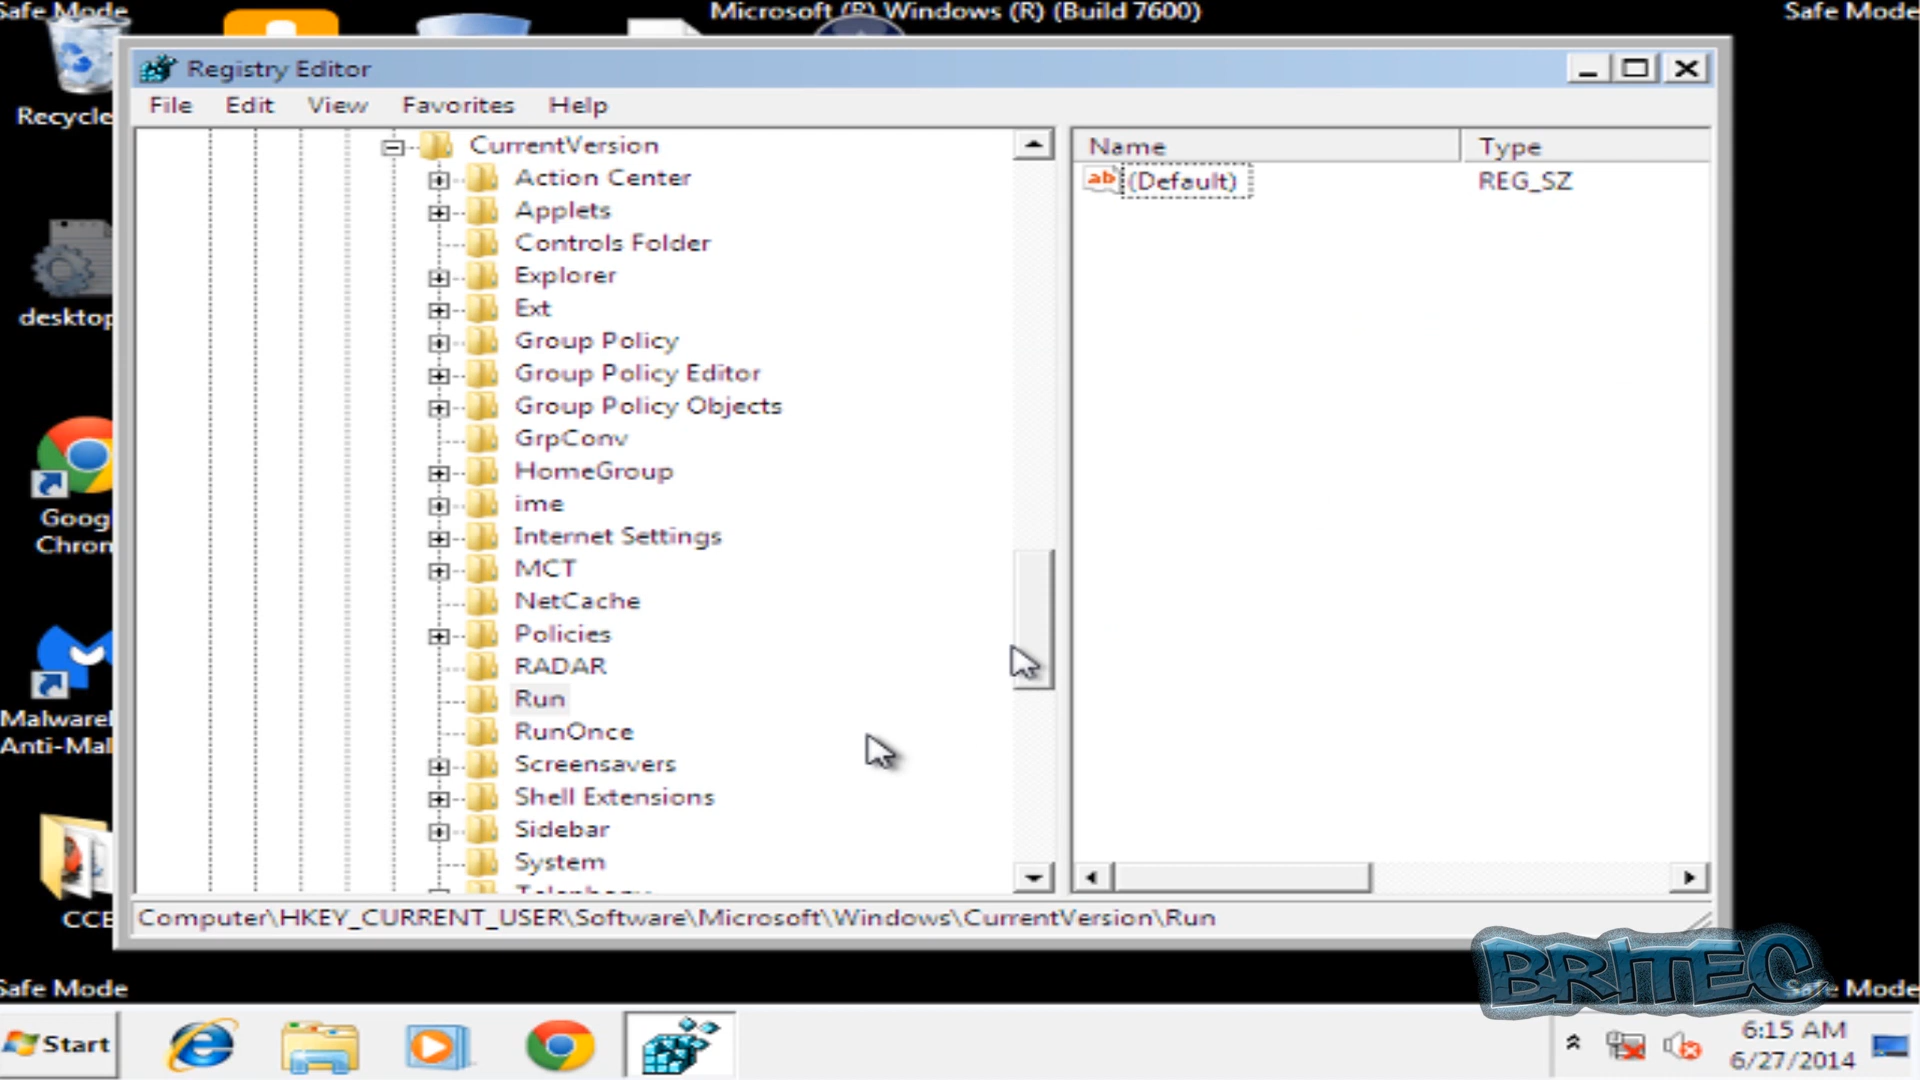 Safe Mode
Microsoft (R) Windows (R) (Build 7600)
Safe Mode
Recycle
desktop
Goog
Chron
Malware
Anti-Mal
CCE
Registry Editor
File Edit View Favorites Help
CurrentVersion
Action Center
Applets
Controls Folder
Explorer
Ext
Group Policy
Group Policy Editor
Group Policy Objects
GrpConv
HomeGroup
ime
Internet Settings
MCT
NetCache
Policies
RADAR
Run
RunOnce
Screensavers
Shell Extensions
Sidebar
System
Telephony
Name Type
ab (Default) REG_SZ
Computer\HKEY_CURRENT_USER\Software\Microsoft\Windows\CurrentVersion\Run
BRITEC
Safe Mode
Safe Mode
Start
6:15 AM
6/27/2014